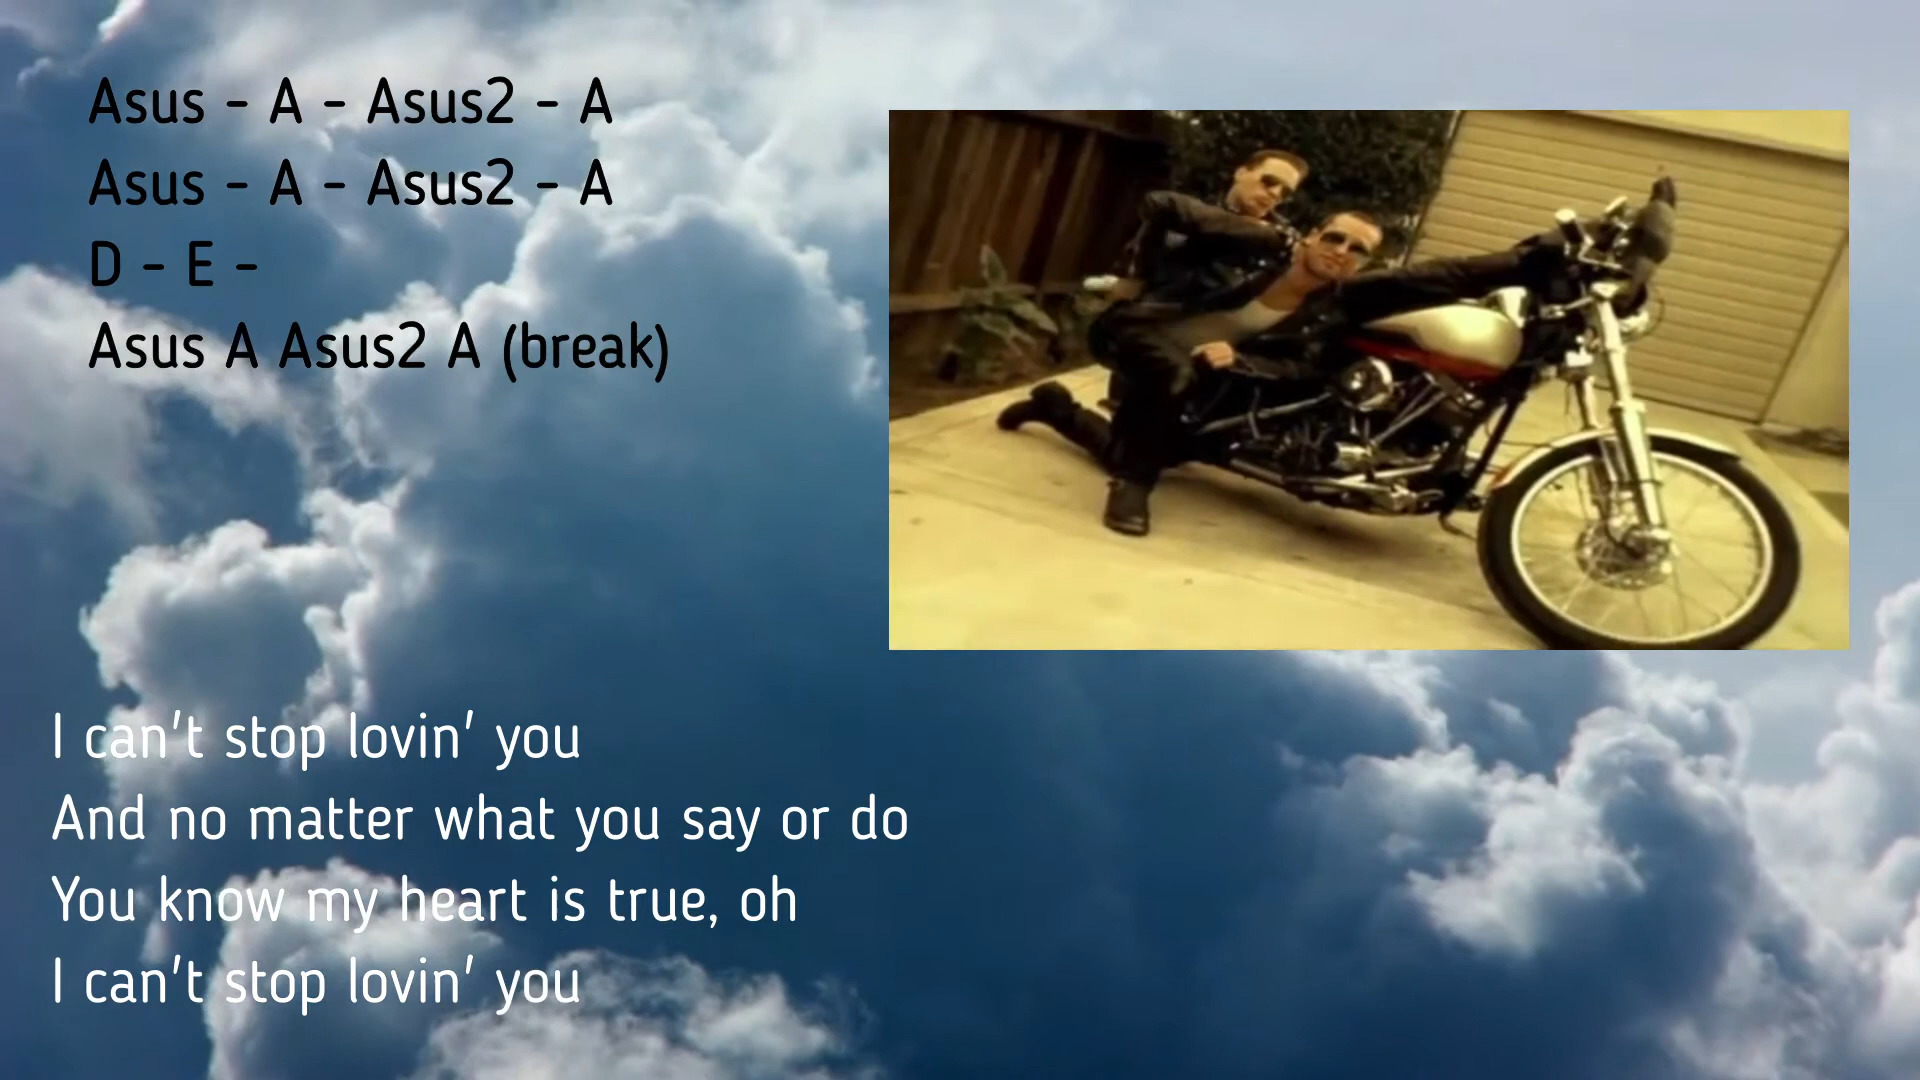 Asus - A - Asus2 - A
Asus - A - Asus2 - A
D - E -
Asus A Asus2 A (break)
I can't stop lovin' you
And no matter what you say or do
You know my heart is true, oh
I can't stop lovin' you